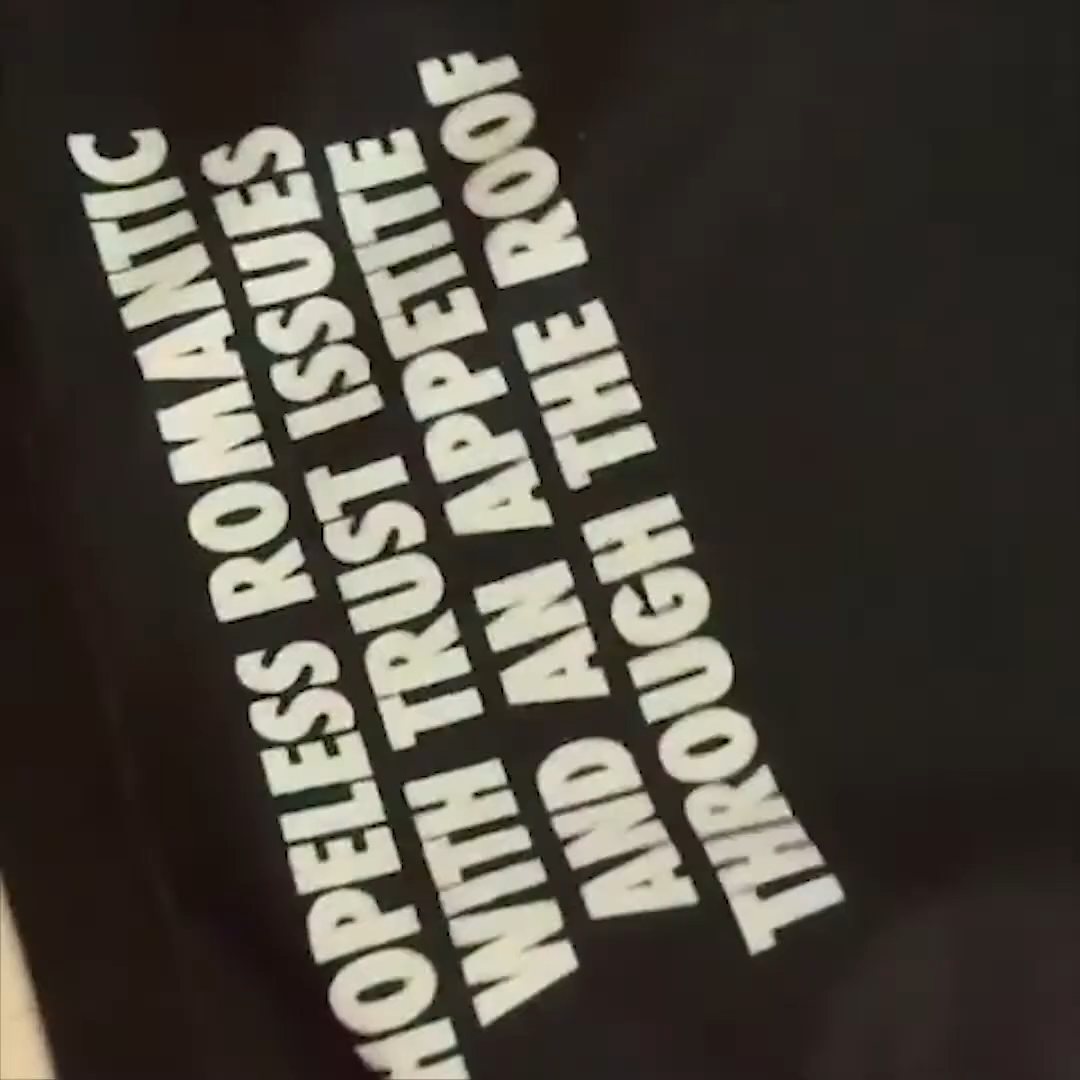 HOPELESS ROMANTIC
WITH TRUST ISSUES
AND AN APPETITE
THROUGH THE ROOF